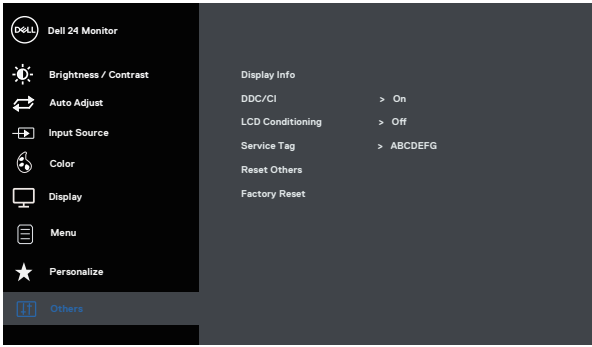 DELL
Dell 24 Monitor
Brightness / Contrast
Auto Adjust
Input Source
Color
Display
Menu
Personalize
Others
Display Info
DDC/CI > On
LCD Conditioning > Off
Service Tag > ABCDEFG
Reset Others
Factory Reset